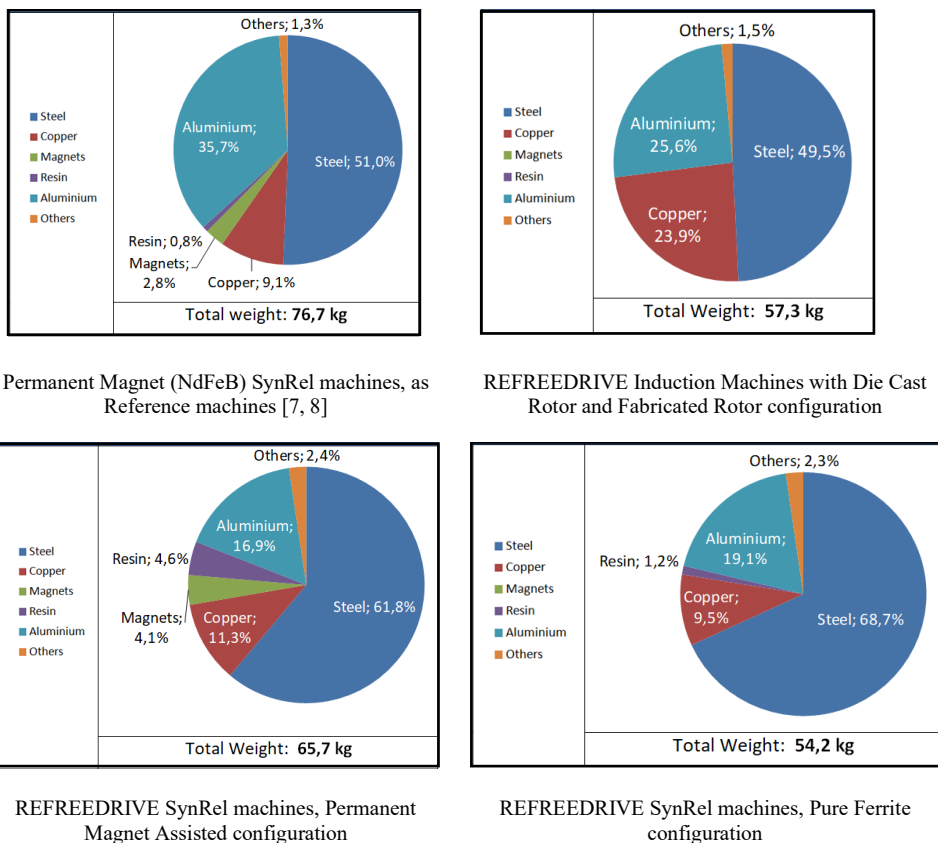 Others; 1,3%
Steel
Copper
Magnets
Resin
Aluminium
Others
Aluminium;
35,7%
Steel; 51,0%
Resin; 0,8%
Magnets;
2,8%
Copper; 9,1%
Total weight: 76,7 kg
Permanent Magnet (NdFeB) SynRel machines, as
Reference machines [7, 8]
Others; 1,5%
Steel
Copper
Magnets
Resin
Aluminium
Others
Aluminium;
25,6%
Steel; 49,5%
Copper;
23,9%
Total Weight: 57,3 kg
REFREEDRIVE Induction Machines with Die Cast
Rotor and Fabricated Rotor configuration
Others; 2,4%
Steel
Copper
Magnets
Resin
Aluminium
Others
Aluminium;
16,9%
Resin; 4,6%
Magnets;
4,1%
Copper;
11,3%
Steel; 61,8%
Total Weight: 65,7 kg
REFREEDRIVE SynRel machines, Permanent
Magnet Assisted configuration
Others; 2,3%
Steel
Copper
Magnets
Resin
Aluminium
Others
Aluminium;
19,1%
Resin; 1,2%
Copper;
9,5%
Steel; 68,7%
Total Weight: 54,2 kg
REFREEDRIVE SynRel machines, Pure Ferrite
configuration